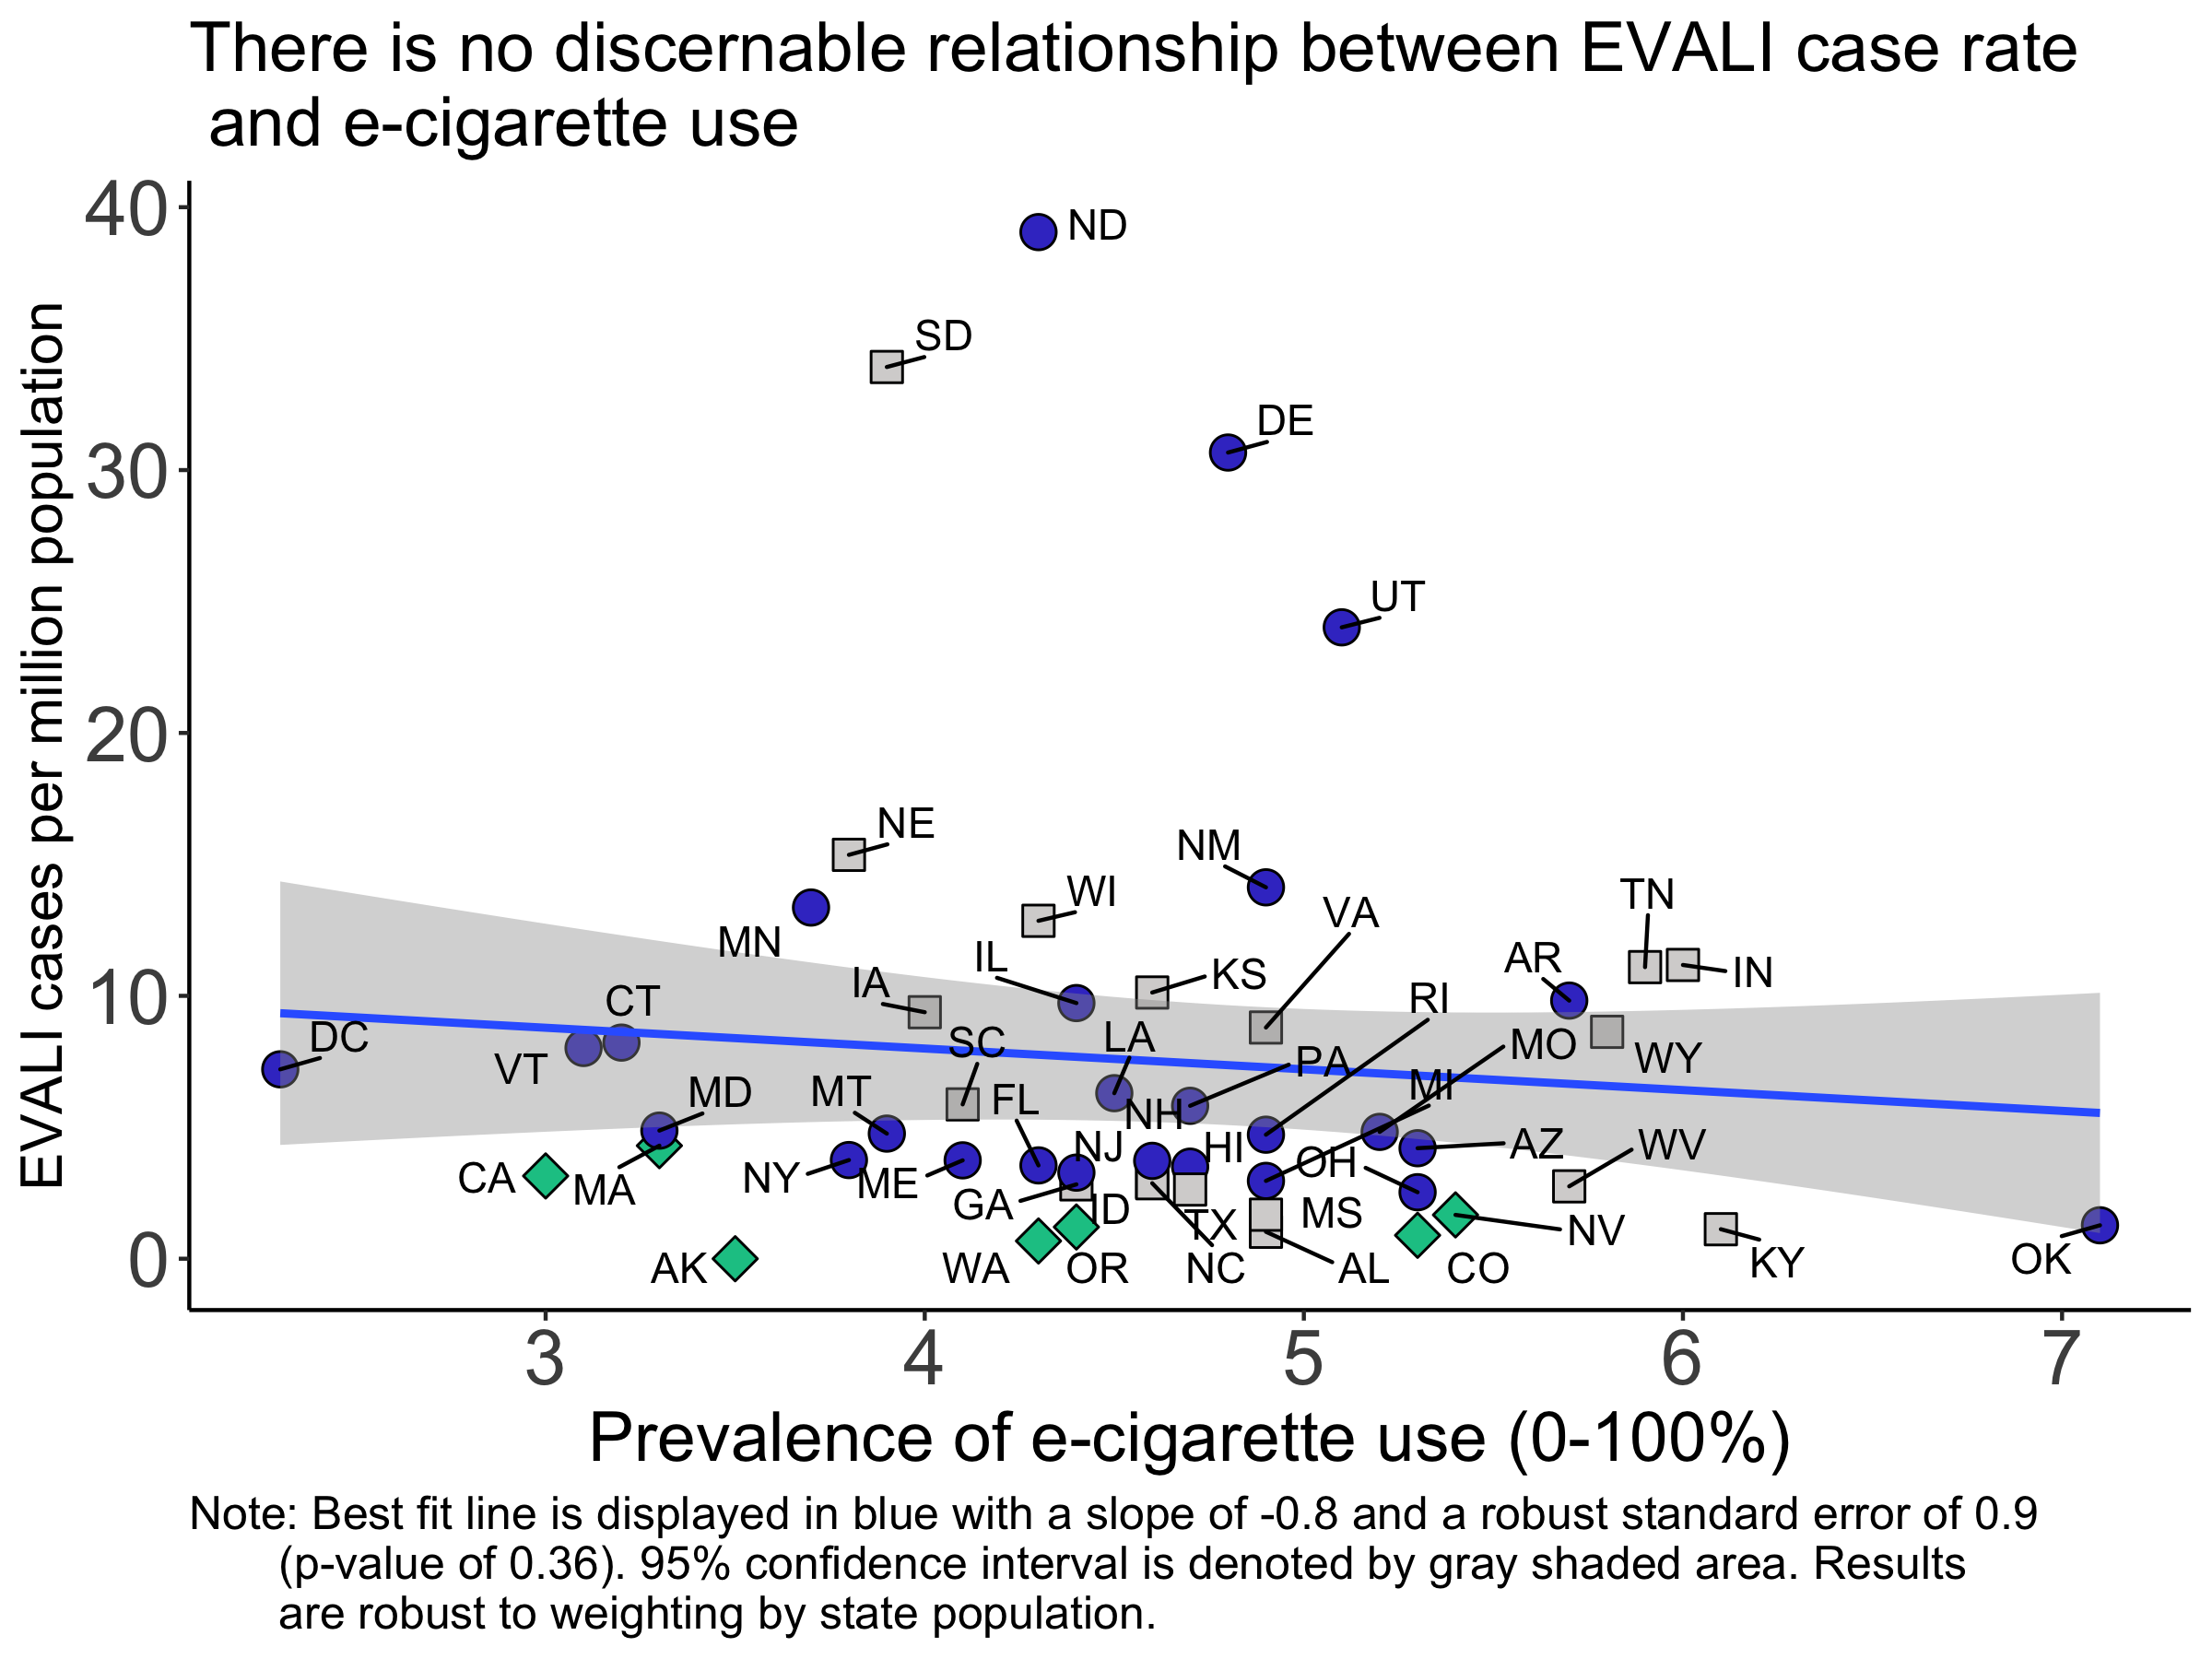 There is no discernable relationship between EVALI case rate
and e-cigarette use
EVALI cases per million population
40
30
20
10
0
ND
SD
DE
UT
NE
NM
WI
TN
VA
MN
IL
AR
KS
IN
IA
RI
CT
SC
DC
LA
MO
VT
PA
WY
MD
MT
FL
MI
NH
NJ
HI
AZ
WV
CA
MA
NY
ME
OH
GA
ID
TX
MS
NV
AK
WA
OR
NC
AL
CO
KY
OK
3 4 5 6 7
Prevalence of e-cigarette use (0-100%)
Note: Best fit line is displayed in blue with a slope of -0.8 and a robust standard error of 0.9
(p-value of 0.36). 95% confidence interval is denoted by gray shaded area. Results
are robust to weighting by state population.